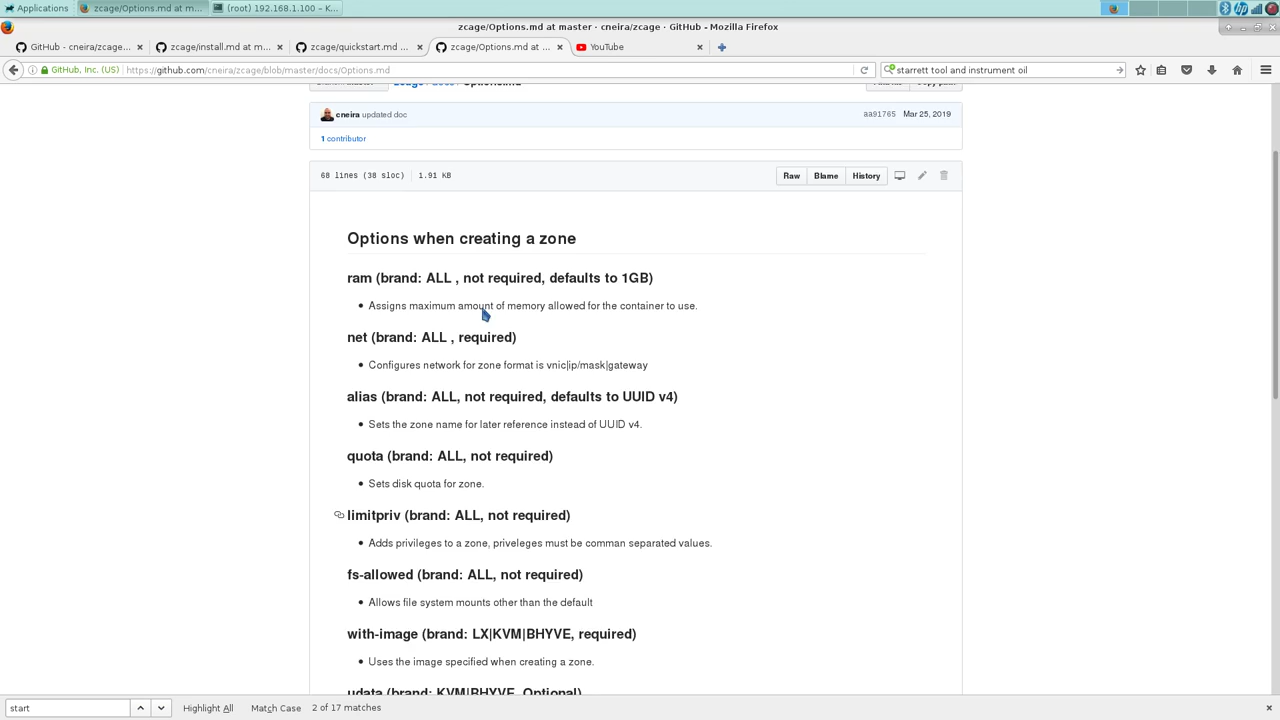 Applications
zcage/Options.md at m...
(root) 192.168.1.100 – K...
zcage/Options.md at master · cneira/zcage · GitHub - Mozilla Firefox
GitHub - cneira/zcage...
zcage/install.md at m...
zcage/quickstart.md ...
zcage/Options.md at ...
YouTube
GitHub, Inc. (US)
https://github.com/cneira/zcage/blob/master/docs/Options.md
starrett tool and instrument oil
cneira updated doc
aa91765
Mar 25, 2019
1 contributor
68 lines (38 sloc)
1.91 KB
Raw
Blame
History
Options when creating a zone
ram (brand: ALL , not required, defaults to 1GB)
• Assigns maximum amount of memory allowed for the container to use.
net (brand: ALL , required)
• Configures network for zone format is vnic|ip/mask|gateway
alias (brand: ALL, not required, defaults to UUID v4)
• Sets the zone name for later reference instead of UUID v4.
quota (brand: ALL, not required)
• Sets disk quota for zone.
limitpriv (brand: ALL, not required)
• Adds privileges to a zone, priveleges must be comman separated values.
fs-allowed (brand: ALL, not required)
• Allows file system mounts other than the default
with-image (brand: LX|KVM|BHYVE, required)
• Uses the image specified when creating a zone.
udata (brand: KVM|BHYVE, Optional)
start
Highlight All
Match Case
2 of 17 matches